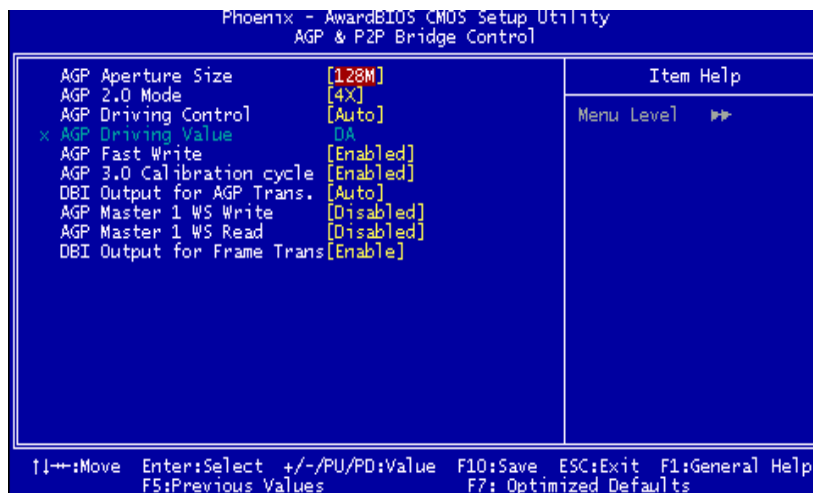 Phoenix - AwardBIOS CMOS Setup Utility
AGP & P2P Bridge Control
AGP Aperture Size [128M]
AGP 2.0 Mode [4X]
AGP Driving Control [Auto]
x AGP Driving Value DA
AGP Fast Write [Enabled]
AGP 3.0 Calibration cycle [Enabled]
DBI Output for AGP Trans. [Auto]
AGP Master 1 WS Write [Disabled]
AGP Master 1 WS Read [Disabled]
DBI Output for Frame Trans[Enable]
Item Help
Menu Level ►►
↑↓→←:Move Enter:Select +/-/PU/PD:Value F10:Save ESC:Exit F1:General Help
F5:Previous Values F7: Optimized Defaults